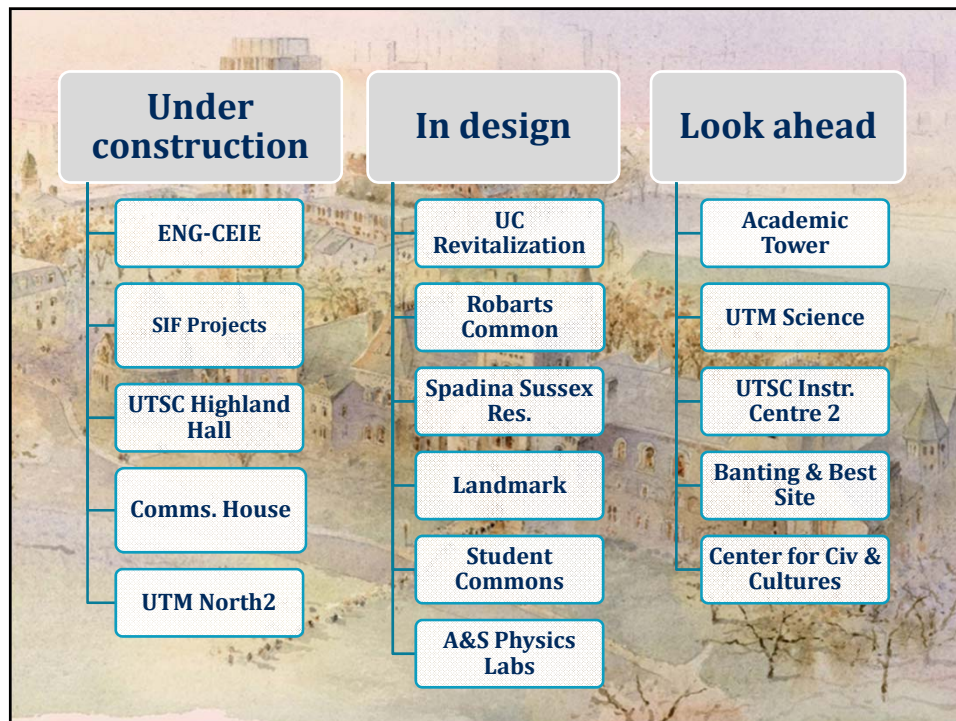 Under
construction
ENG-CEIE
SIF Projects
UTSC Highland
Hall
Comms. House
UTM North2
In design
UC
Revitalization
Robarts
Common
Spadina Sussex
Res.
Landmark
Student
Commons
A&S Physics
Labs
Look ahead
Academic
Tower
UTM Science
UTSC Instr.
Centre 2
Banting & Best
Site
Center for Civ &
Cultures